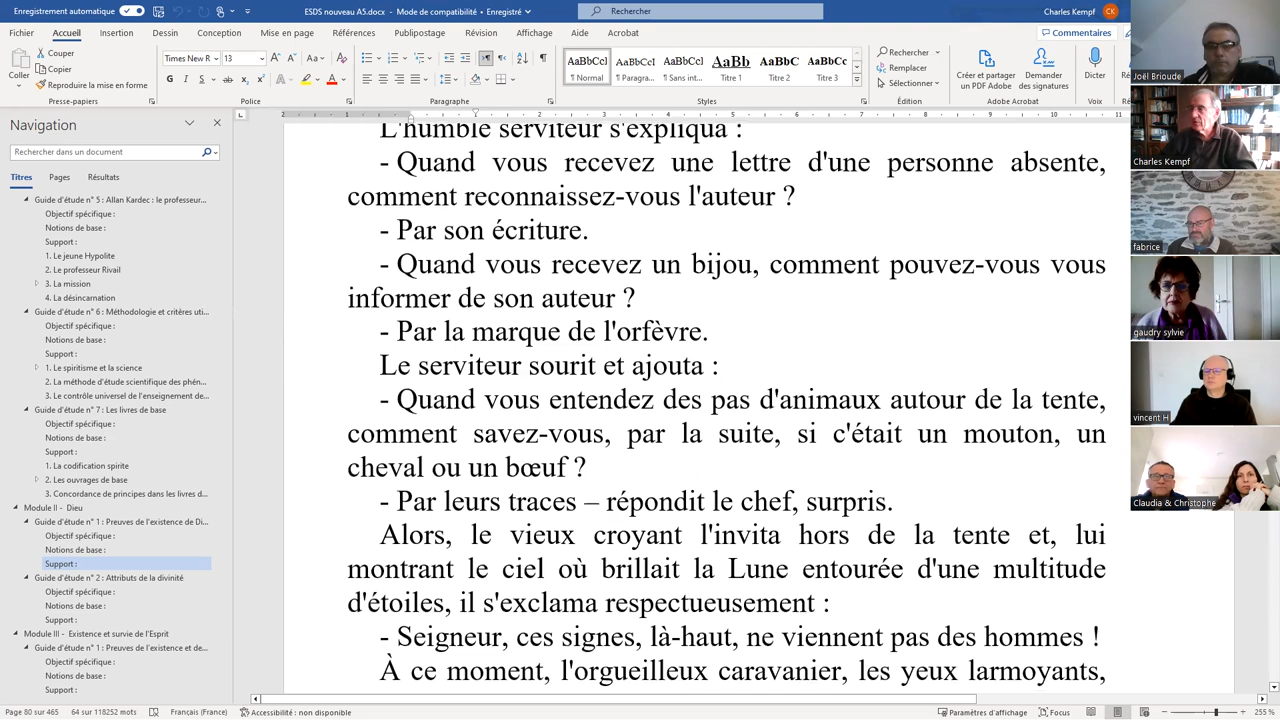 Enregistrement automatique
ESDS nouveau A5.docx - Mode de compatibilité • Enregistré
Rechercher
Charles Kempf
CK
Fichier
Accueil
Insertion
Dessin
Conception
Mise en page
Références
Publipostage
Révision
Affichage
Aide
Acrobat
Commentaires
Coller
Couper
Copier
Reproduire la mise en forme
Presse-papiers
Times New R
13
G I S
Police
Paragraphe
AaBbCcI
AaBbCcI
AaBbCcI
AaBb
AaBbC
AaBbCc
¶ Normal
¶ Paragra...
¶ Sans int...
Titre 1
Titre 2
Titre 3
Styles
Rechercher
Remplacer
Sélectionner
Édition
Créer et partager
un PDF Adobe
Demander
des signatures
Adobe Acrobat
Dicter
Voix
Navigation
Rechercher dans un document
Titres
Pages
Résultats
Guide d'étude n° 5 : Allan Kardec : le professeur...
Objectif spécifique :
Notions de base :
Support :
1. Le jeune Hypolite
2. Le professeur Rivail
3. La mission
4. La désincarnation
Guide d'étude n° 6 : Méthodologie et critères uti...
Objectif spécifique :
Notions de base :
Support :
1. Le spiritisme et la science
2. La méthode d'étude scientifique des phén...
3. Le contrôle universel de l'enseignement de...
Guide d'étude n° 7 : Les livres de base
Objectif spécifique :
Notions de base :
Support :
1. La codification spirite
2. Les ouvrages de base
3. Concordance de principes dans les livres d...
Module II - Dieu
Guide d'étude n° 1 : Preuves de l'existence de Di...
Objectif spécifique :
Notions de base :
Support :
Guide d'étude n° 2 : Attributs de la divinité
Objectif spécifique :
Notions de base :
Support :
Module III - Existence et survie de l'Esprit
Guide d'étude n° 1 : Preuves de l'existence et de...
Objectif spécifique :
Notions de base :
Support :
L'humble serviteur s'expliqua :
- Quand vous recevez une lettre d'une personne absente,
comment reconnaissez-vous l'auteur ?
- Par son écriture.
- Quand vous recevez un bijou, comment pouvez-vous vous
informer de son auteur ?
- Par la marque de l'orfèvre.
Le serviteur sourit et ajouta :
- Quand vous entendez des pas d'animaux autour de la tente,
comment savez-vous, par la suite, si c'était un mouton, un
cheval ou un bœuf ?
- Par leurs traces – répondit le chef, surpris.
Alors, le vieux croyant l'invita hors de la tente et, lui
montrant le ciel où brillait la Lune entourée d'une multitude
d'étoiles, il s'exclama respectueusement :
- Seigneur, ces signes, là-haut, ne viennent pas des hommes !
À ce moment, l'orgueilleux caravanier, les yeux larmoyants,
Joël Brioude
Charles Kempf
fabrice
gaudry sylvie
vincent H
Claudia & Christophe
Page 80 sur 465
64 sur 118252 mots
Français (France)
Accessibilité : non disponible
Paramètres d'affichage
Focus
255 %